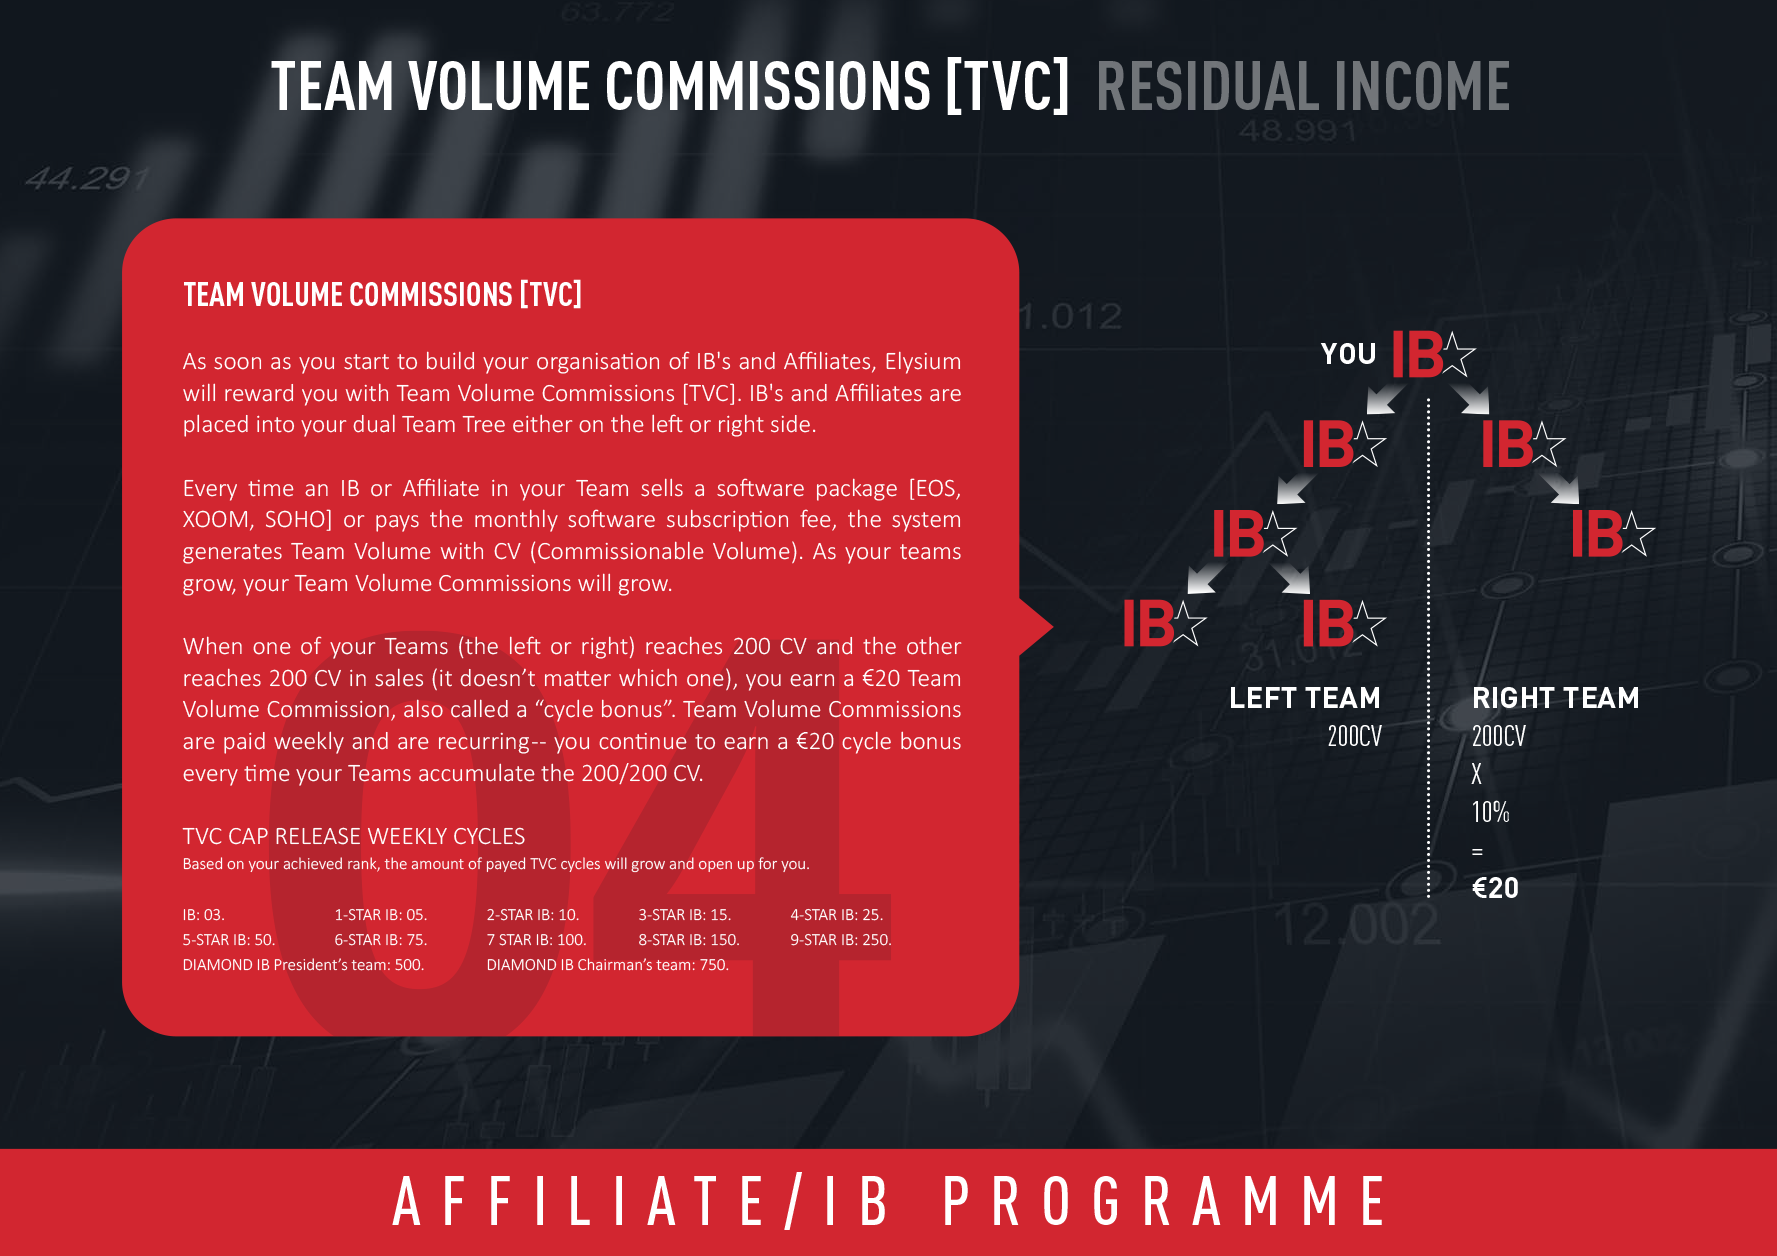 63.772
TEAM VOLUME COMMISSIONS [TVC] RESIDUAL INCOME
48.991
44.291
TEAM VOLUME COMMISSIONS [TVC]
As soon as you start to build your organisation of IB's and Affiliates, Elysium
will reward you with Team Volume Commissions [TVC]. IB's and Affiliates are
placed into your dual Team Tree either on the left or right side.
Every time an IB or Affiliate in your Team sells a software package [EOS,
XOOM, SOHO] or pays the monthly software subscription fee, the system
generates Team Volume with CV (Commissionable Volume). As your teams
grow, your Team Volume Commissions will grow.
When one of your Teams (the left or right) reaches 200 CV and the other
reaches 200 CV in sales (it doesn’t matter which one), you earn a €20 Team
Volume Commission, also called a “cycle bonus”. Team Volume Commissions
are paid weekly and are recurring-- you continue to earn a €20 cycle bonus
every time your Teams accumulate the 200/200 CV.
04
TVC CAP RELEASE WEEKLY CYCLES
Based on your achieved rank, the amount of payed TVC cycles will grow and open up for you.
IB: 03. 1-STAR IB: 05. 2-STAR IB: 10. 3-STAR IB: 15. 4-STAR IB: 25.
5-STAR IB: 50. 6-STAR IB: 75. 7 STAR IB: 100. 8-STAR IB: 150. 9-STAR IB: 250.
DIAMOND IB President’s team: 500. DIAMOND IB Chairman’s team: 750.
1.012
YOU IB
IB IB
IB IB
IB IB
31.012
LEFT TEAM
200CV
RIGHT TEAM
200CV
X
10%
=
€20
12.002
AFFILIATE/IB PROGRAMME